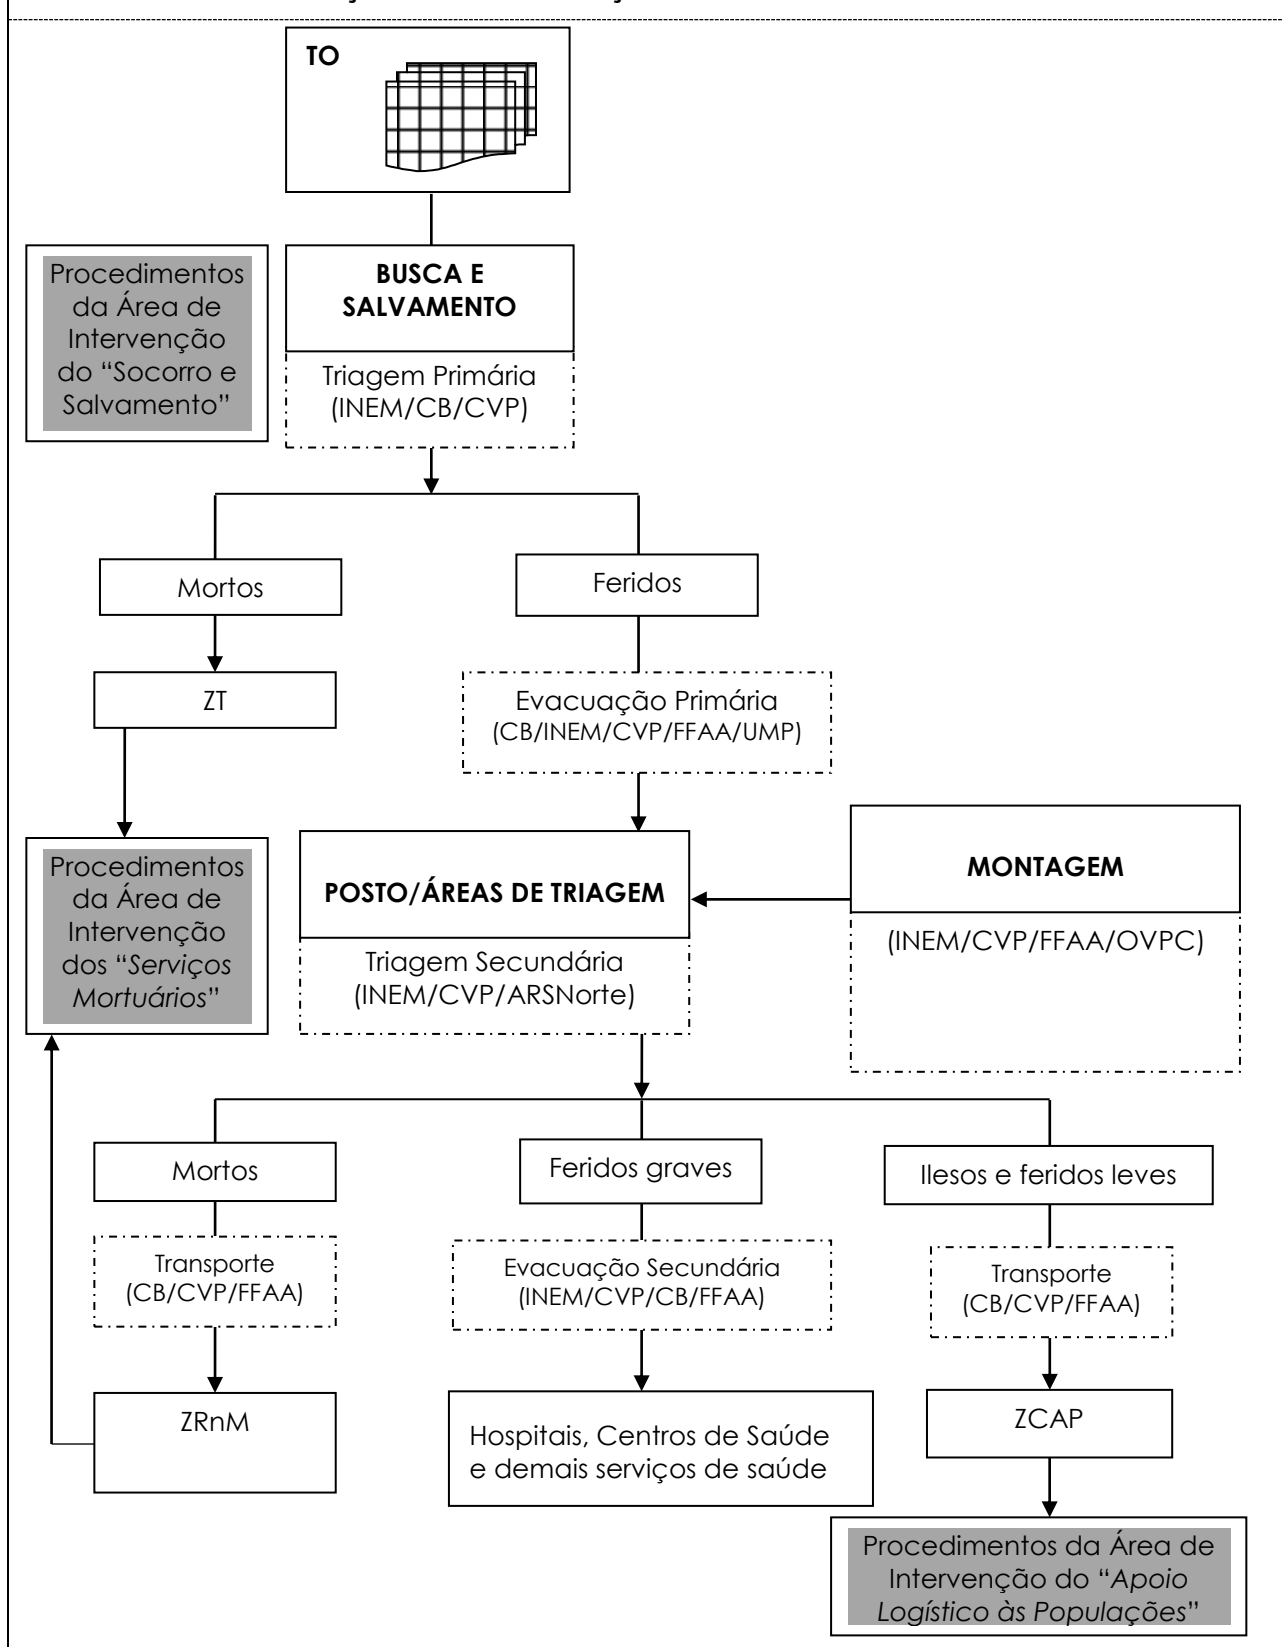 TO
Procedimentos
da Área de
Intervenção
do “Socorro e
Salvamento”
BUSCA E
SALVAMENTO
Triagem Primária
(INEM/CB/CVP)
Mortos
Feridos
ZT
Evacuação Primária
(CB/INEM/CVP/FFAA/UMP)
Procedimentos
da Área de
Intervenção
dos “Serviços
Mortuários”
POSTO/ÁREAS DE TRIAGEM
Triagem Secundária
(INEM/CVP/ARSNorte)
MONTAGEM
(INEM/CVP/FFAA/OVPC)
Mortos
Feridos graves
Ilesos e feridos leves
Transporte
(CB/CVP/FFAA)
Evacuação Secundária
(INEM/CVP/CB/FFAA)
Transporte
(CB/CVP/FFAA)
ZRnM
Hospitais, Centros de Saúde
e demais serviços de saúde
ZCAP
Procedimentos da Área de
Intervenção do “Apoio
Logístico às Populações”